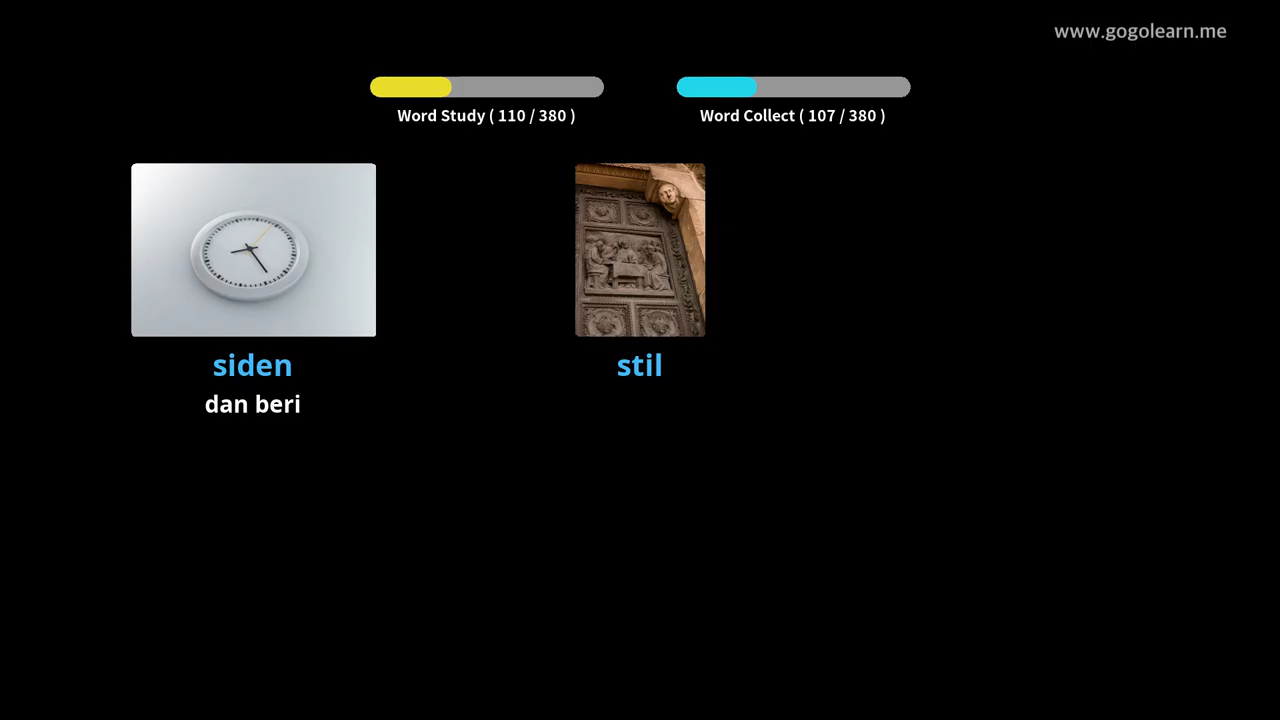 www.gogolearn.me
Word Study ( 110 / 380 )
Word Collect ( 107 / 380 )
siden
stil
dan beri